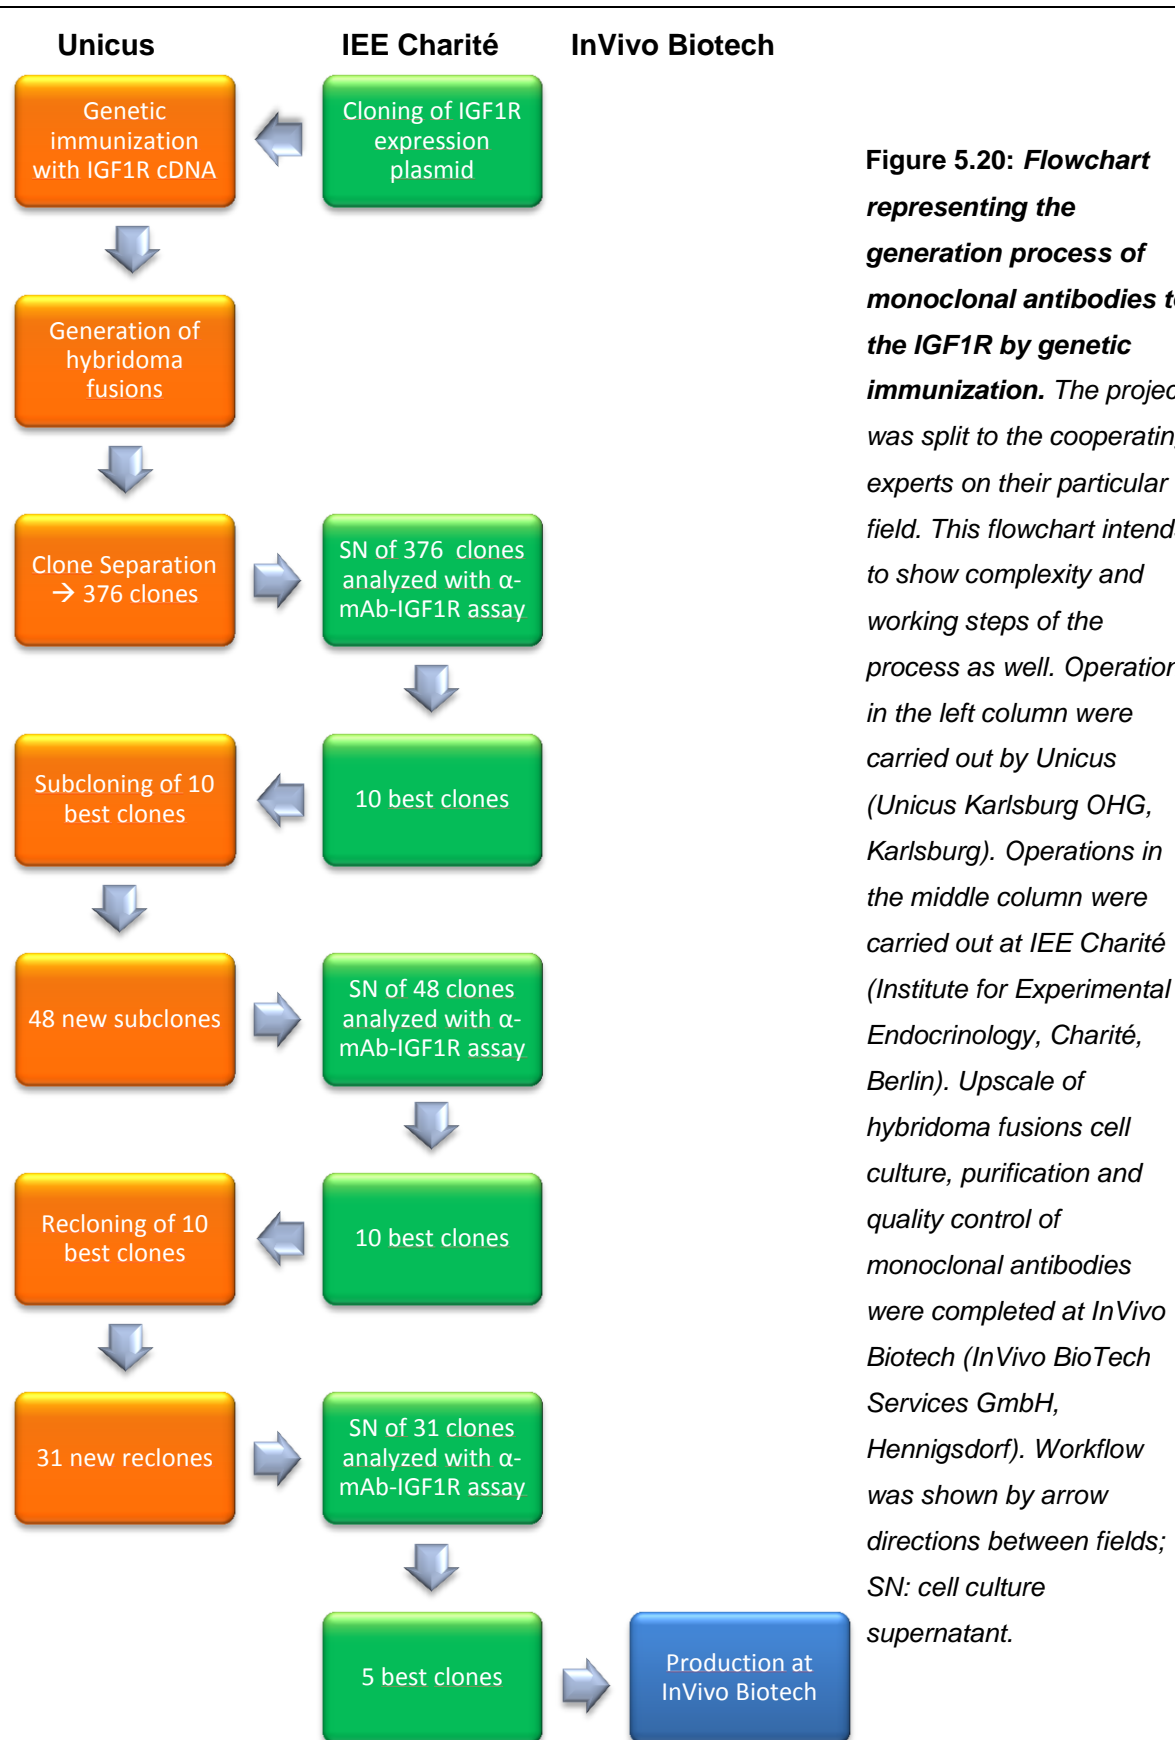 Unicus IEE Charité InVivo Biotech
Genetic
immunization
with IGF1R cDNA
Cloning of IGF1R
expression
plasmid
Generation of
hybridoma
fusions
Clone Separation
→ 376 clones
SN of 376 clones
analyzed with α-
mAb-IGF1R assay
Subcloning of 10
best clones
10 best clones
48 new subclones
SN of 48 clones
analyzed with α-
mAb-IGF1R assay
Recloning of 10
best clones
10 best clones
31 new reclones
SN of 31 clones
analyzed with α-
mAb-IGF1R assay
5 best clones
Production at
InVivo Biotech
Figure 5.20: Flowchart
representing the
generation process of
monoclonal antibodies t
the IGF1R by genetic
immunization. The projec
was split to the cooperatin
experts on their particular
field. This flowchart intend
to show complexity and
working steps of the
process as well. Operation
in the left column were
carried out by Unicus
(Unicus Karlsburg OHG,
Karlsburg). Operations in
the middle column were
carried out at IEE Charité
(Institute for Experimental
Endocrinology, Charité,
Berlin). Upscale of
hybridoma fusions cell
culture, purification and
quality control of
monoclonal antibodies
were completed at InVivo
Biotech (InVivo BioTech
Services GmbH,
Hennigsdorf). Workflow
was shown by arrow
directions between fields;
SN: cell culture
supernatant.